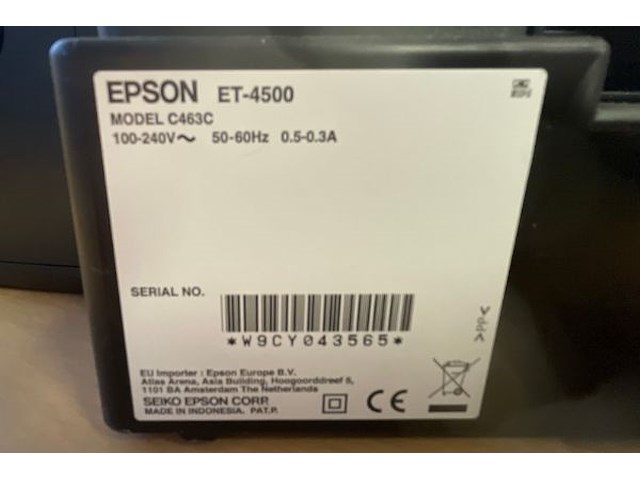 EPSON ET-4500
MODEL C463C
100-240V～ 50-60Hz 0.5-0.3A
SERIAL NO.
*W9CY043565*
EU Importer : Epson Europe B.V.
Atlas Arena, Asia Building, Hoogoorddreef 5,
1101 BA Amsterdam The Netherlands
SEIKO EPSON CORP.
MADE IN INDONESIA, PAT.P.
CE